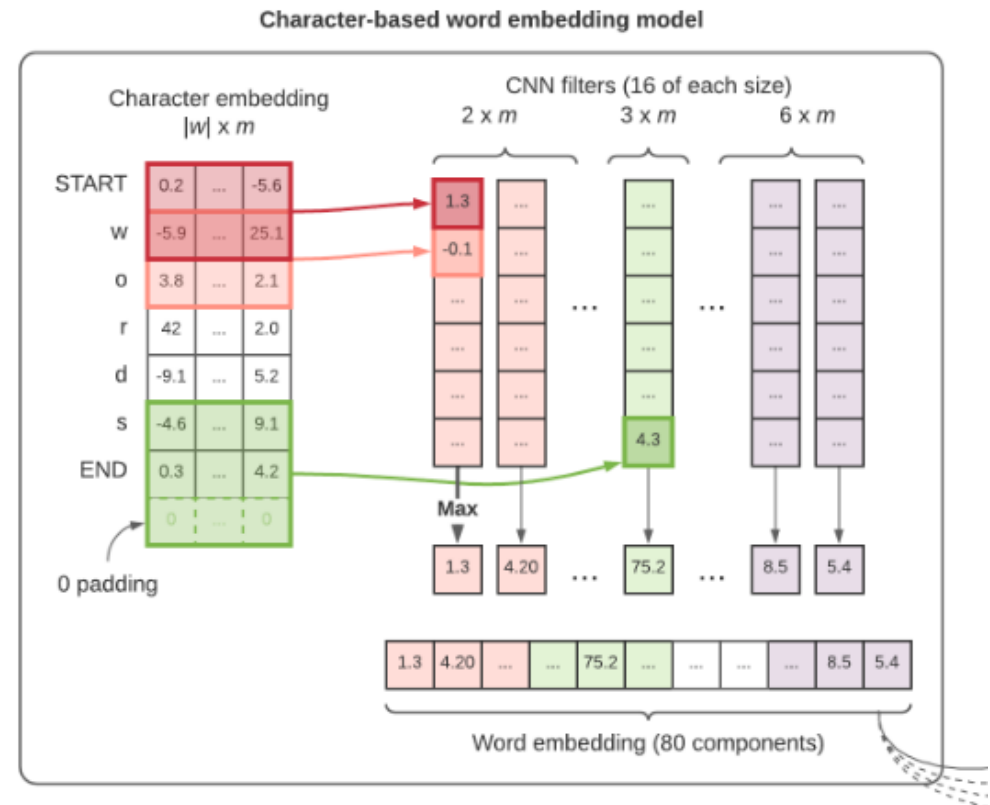 Character-based word embedding model
Character embedding
|w| x m
CNN filters (16 of each size)
2 x m 3 x m 6 x m
START 0.2 ... -5.6
w -5.9 ... 25.1
o 3.8 ... 2.1
r 42 ... 2.0
d -9.1 ... 5.2
s -4.6 ... 9.1
END 0.3 ... 4.2
0 ... 0
0 padding
1.3 ... ... ... ...
-0.1 ... ... ... ...
... ... ... ... ... ... ...
... ... ... ... ...
... ... ... ... ...
... ... 4.3 ... ...
Max
1.3 4.20 ... 75.2 ... 8.5 5.4
1.3 4.20 ... ... 75.2 ... ... ... ... 8.5 5.4
Word embedding (80 components)